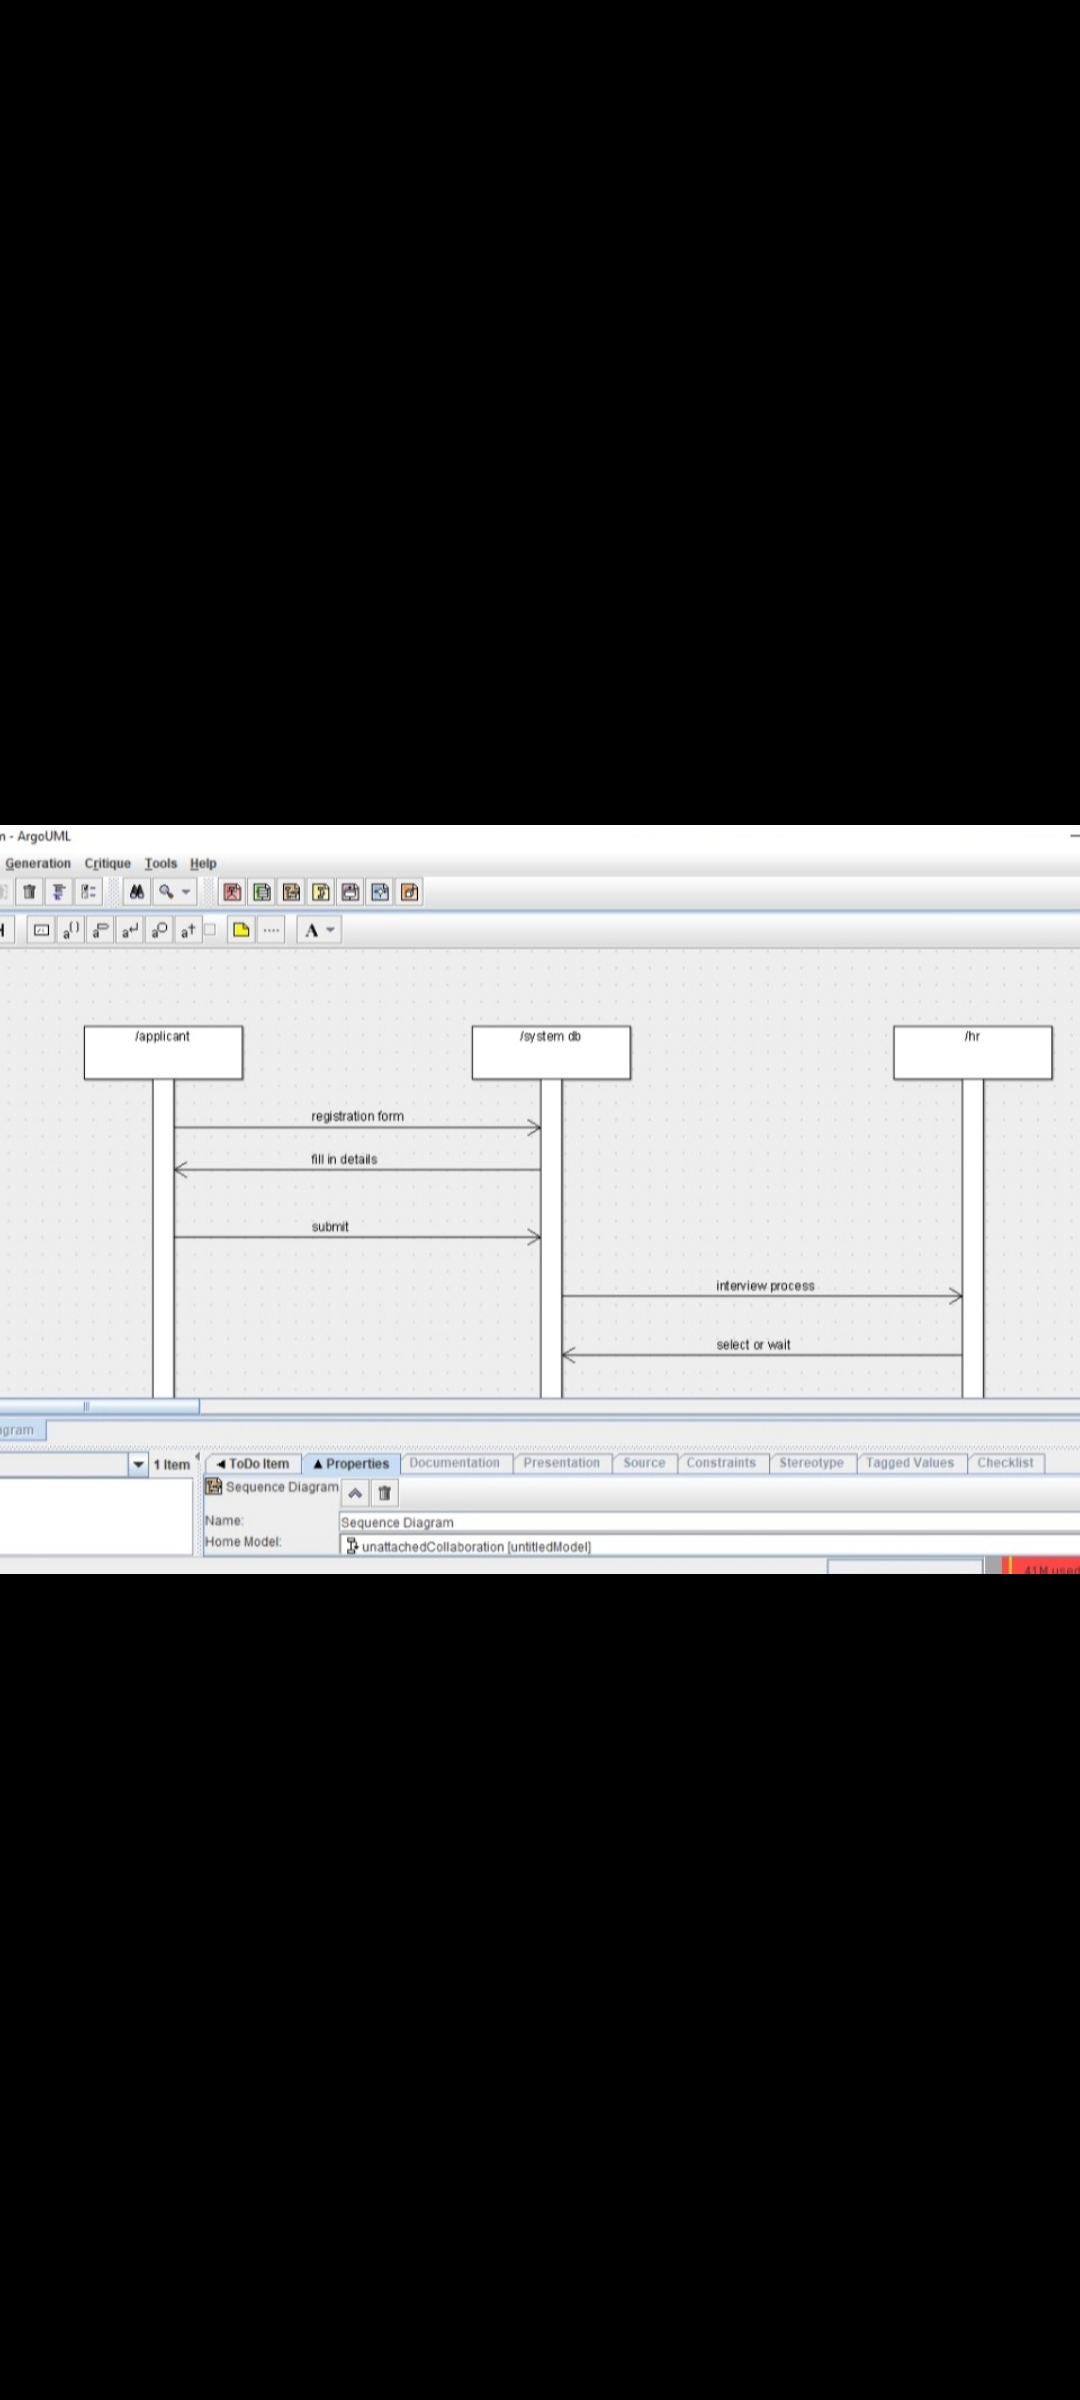 n - ArgoUML
Generation Critique Tools Help
A
/applicant /system db /hr
registration form
fill in details
submit
interview process
select or wait
agram
1 Item ToDo Item Properties Documentation Presentation Source Constraints Stereotype Tagged Values Checklist
Sequence Diagram
Name: Sequence Diagram
Home Model: unattachedCollaboration [untitledModel]
41M used